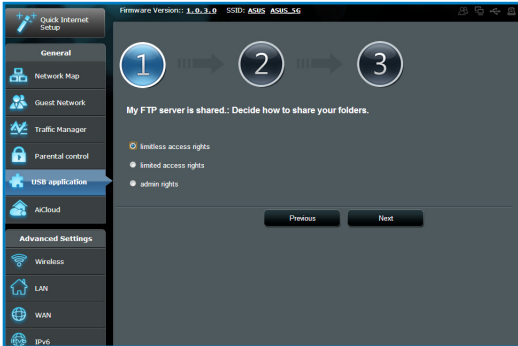 Quick Internet
Setup
Firmware Version:: 1.0.3.0 SSID: ASUS ASUS_5G
General
Network Map
Guest Network
Traffic Manager
Parental control
USB application
AiCloud
Advanced Settings
Wireless
LAN
WAN
IPv6
1 2 3
My FTP server is shared.: Decide how to share your folders.
limitless access rights
limited access rights
admin rights
Previous Next